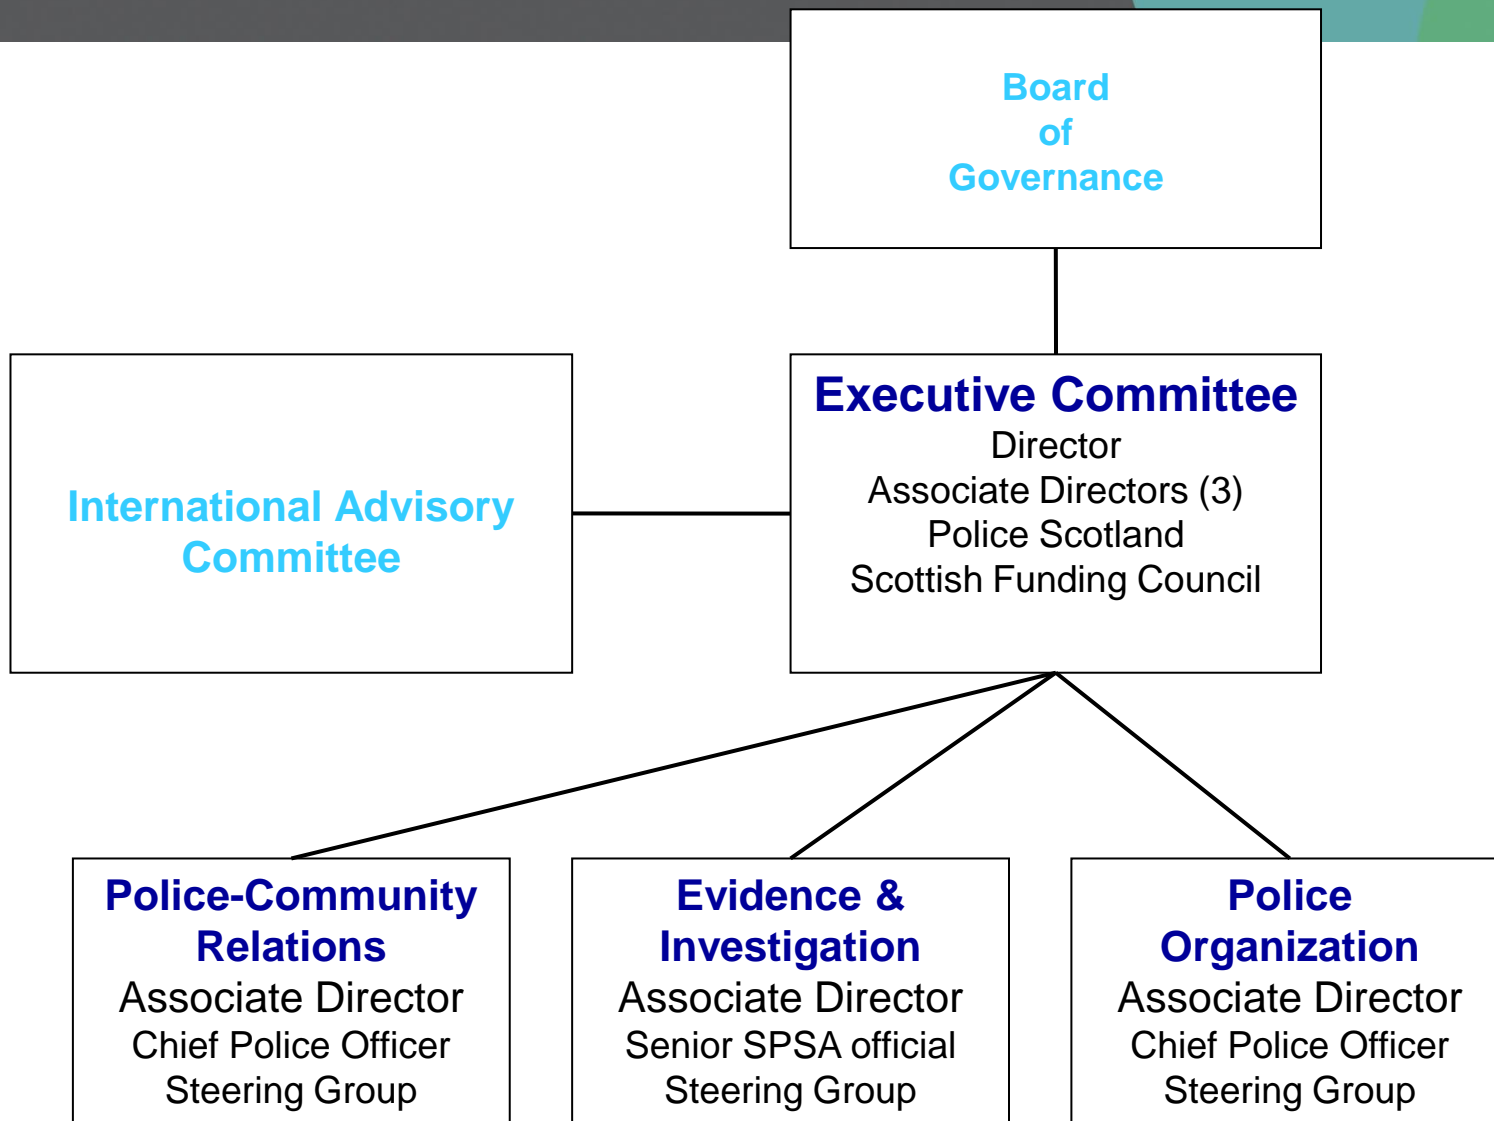 Board
of
Governance
International Advisory
Committee
Executive Committee
Director
Associate Directors (3)
Police Scotland
Scottish Funding Council
Police-Community
Relations
Associate Director
Chief Police Officer
Steering Group
Evidence &
Investigation
Associate Director
Senior SPSA official
Steering Group
Police
Organization
Associate Director
Chief Police Officer
Steering Group